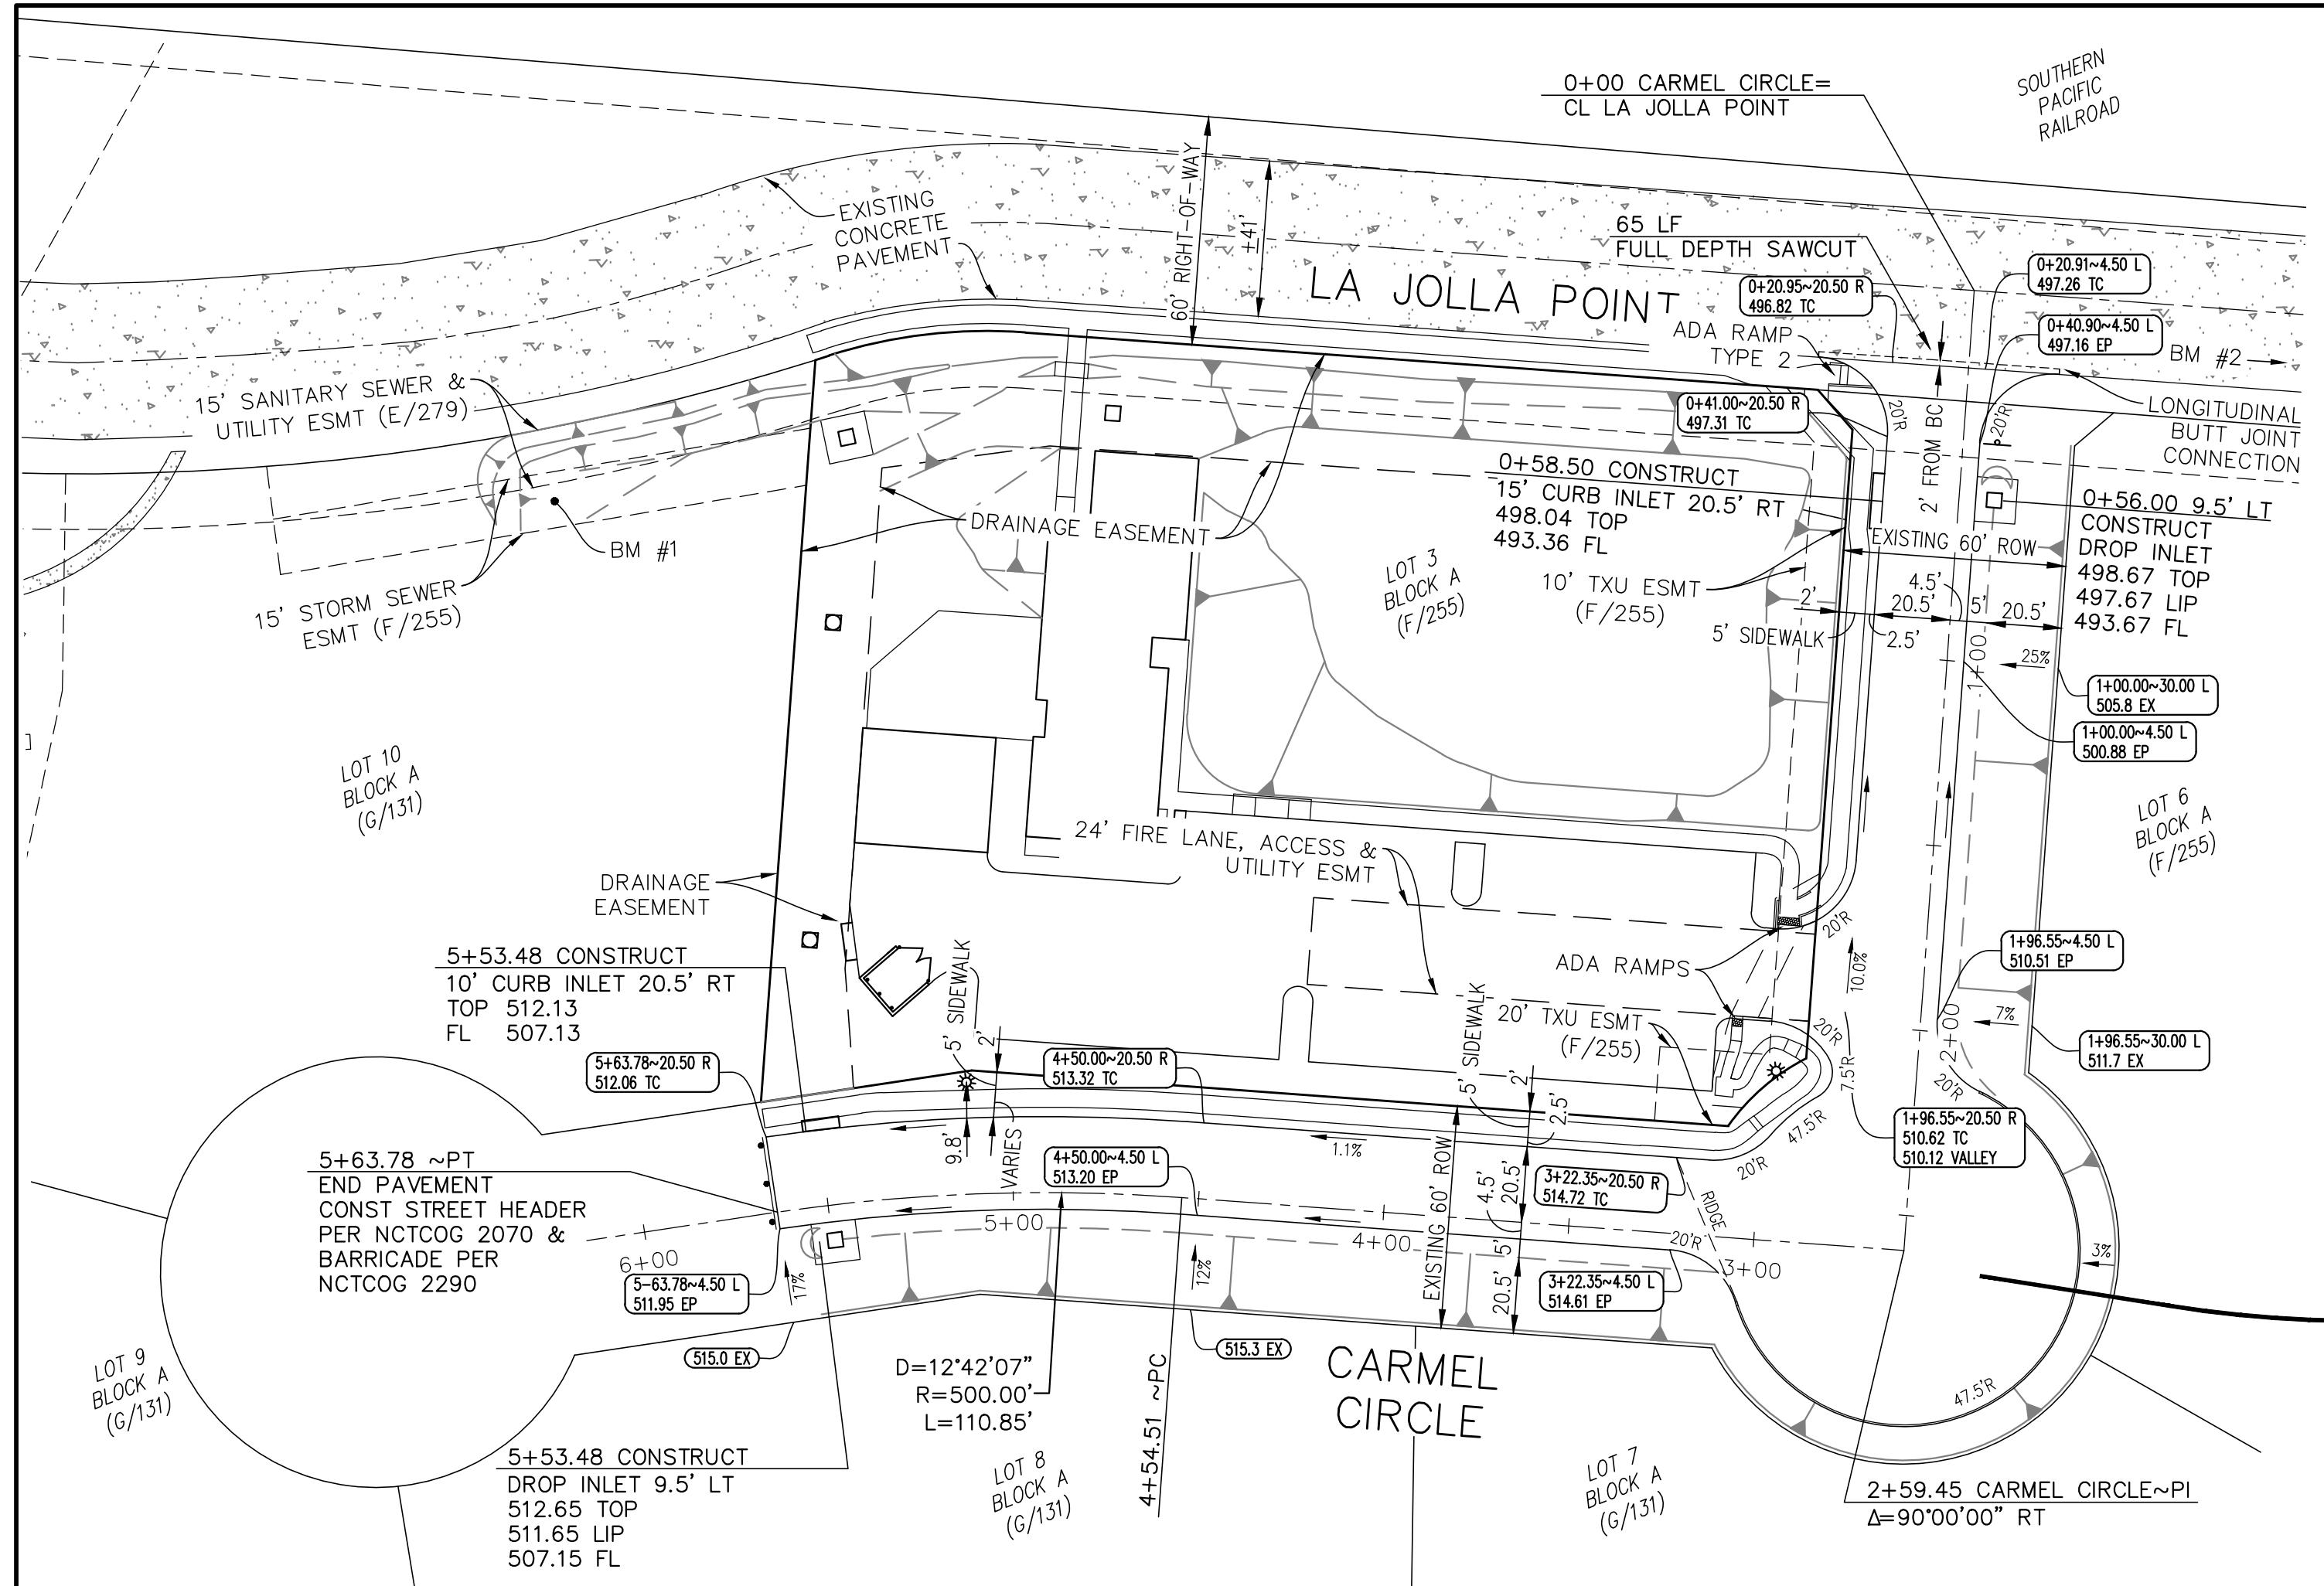 0+00 CARMEL CIRCLE=
CL LA JOLLA POINT
SOUTHERN
PACIFIC
RAILROAD
EXISTING
CONCRETE
PAVEMENT
60' RIGHT-OF-WAY
±41'
LA JOLLA POINT
65 LF
FULL DEPTH SAWCUT
0+20.95~20.50 R
496.82 TC
0+20.91~4.50 L
497.26 TC
0+40.90~4.50 L
497.16 EP
BM #2
ADA RAMP
TYPE 2
15' SANITARY SEWER &
UTILITY ESMT (E/279)
0+41.00~20.50 R
497.31 TC
20'R
2' FROM BC
20'R
LONGITUDINAL
BUTT JOINT
CONNECTION
0+58.50 CONSTRUCT
15' CURB INLET 20.5' RT
498.04 TOP
493.36 FL
0+56.00 9.5' LT
CONSTRUCT
DROP INLET
498.67 TOP
497.67 LIP
493.67 FL
DRAINAGE EASEMENT
BM #1
EXISTING 60' ROW
15' STORM SEWER
ESMT (F/255)
LOT 3
BLOCK A
(F/255)
10' TXU ESMT
(F/255)
2'
20.5'
4.5'
5'
20.5'
5' SIDEWALK
2.5'
1+00
25%
1+00.00~30.00 L
505.8 EX
1+00.00~4.50 L
500.88 EP
LOT 10
BLOCK A
(G/131)
LOT 6
BLOCK A
(F/255)
24' FIRE LANE, ACCESS &
UTILITY ESMT
DRAINAGE
EASEMENT
20'R
5+53.48 CONSTRUCT
10' CURB INLET 20.5' RT
TOP 512.13
FL 507.13
5' SIDEWALK
2'
ADA RAMPS
10.0%
1+96.55~4.50 L
510.51 EP
20' TXU ESMT
(F/255)
5' SIDEWALK
2'
2.5'
20'R
7.5'R
2+00
7%
1+96.55~30.00 L
511.7 EX
5+63.78~20.50 R
512.06 TC
4+50.00~20.50 R
513.32 TC
20'R
47.5'R
20'R
1+96.55~20.50 R
510.62 TC
510.12 VALLEY
9.8'
VARIES
1.1%
5+63.78 ~PT
END PAVEMENT
CONST STREET HEADER
PER NCTCOG 2070 &
BARRICADE PER
NCTCOG 2290
4+50.00~4.50 L
513.20 EP
EXISTING 60' ROW
4.5'
20.5'
5'
20.5'
3+22.35~20.50 R
514.72 TC
RIDGE
20'R
6+00
5+00
4+00
3+00
3%
5-63.78~4.50 L
511.95 EP
17%
12%
3+22.35~4.50 L
514.61 EP
515.0 EX
515.3 EX
D=12°42'07"
R=500.00'
L=110.85'
4+54.51 ~PC
CARMEL
CIRCLE
47.5'R
LOT 9
BLOCK A
(G/131)
5+53.48 CONSTRUCT
DROP INLET 9.5' LT
512.65 TOP
511.65 LIP
507.15 FL
LOT 8
BLOCK A
(G/131)
LOT 7
BLOCK A
(G/131)
2+59.45 CARMEL CIRCLE~PI
Δ=90°00'00" RT